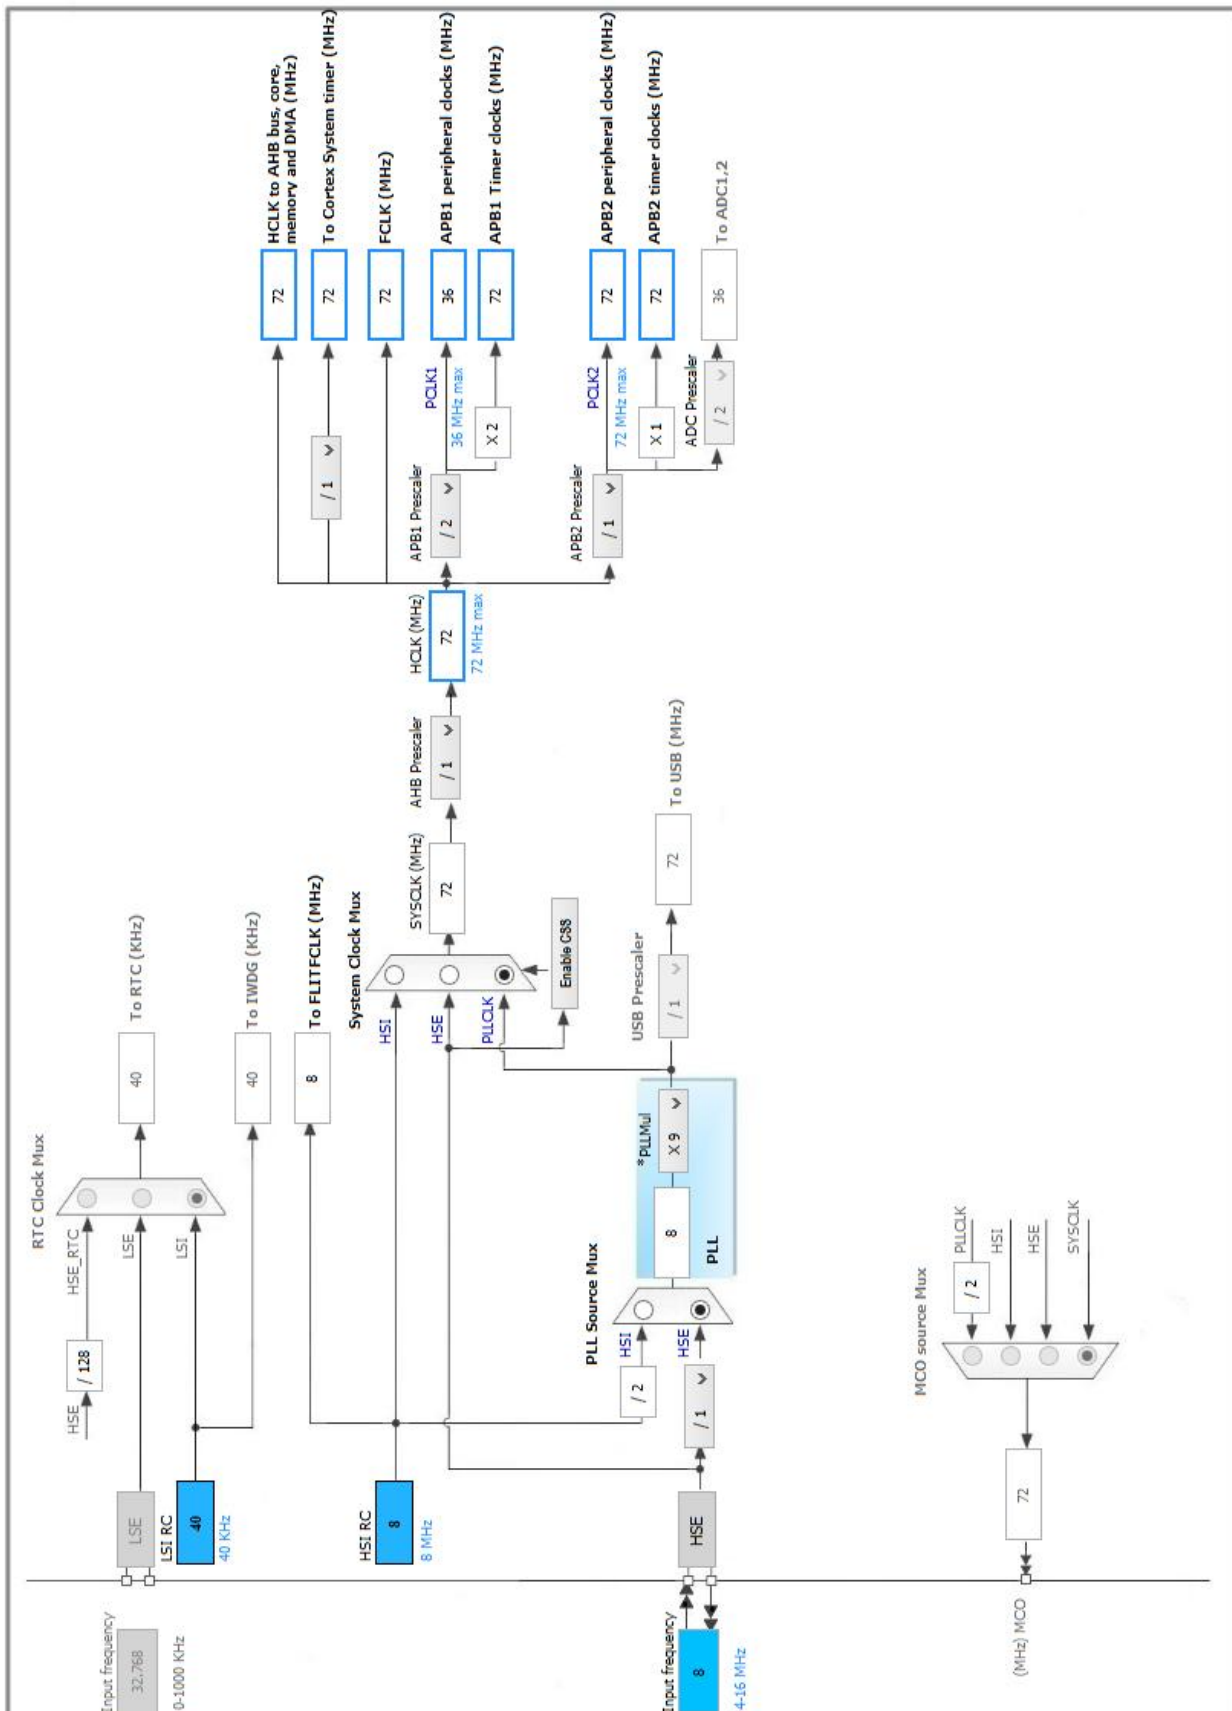 Input frequency
32.768
0-1000 KHz
LSE
LSI RC
40
40 KHz
HSE
/ 128
HSE_RTC
LSE
LSI
RTC Clock Mux
40
To RTC (KHz)
40
To IWDG (KHz)
HSI RC
8
8 MHz
8
To FLITFCLK (MHz)
System Clock Mux
HSI
HSE
PLLCLK
Enable CSS
SYSCLK (MHz)
72
AHB Prescaler
/ 1
HCLK (MHz)
72
72 MHz max
/ 1
72
HCLK to AHB bus, core,
memory and DMA (MHz)
72
To Cortex System timer (MHz)
72
FCLK (MHz)
APB1 Prescaler
/ 2
PCLK1
36 MHz max
36
APB1 peripheral clocks (MHz)
X 2
72
APB1 Timer clocks (MHz)
APB2 Prescaler
/ 1
PCLK2
72 MHz max
72
APB2 peripheral clocks (MHz)
X 1
72
APB2 timer clocks (MHz)
ADC Prescaler
/ 2
36
To ADC1,2
Input frequency
8
4-16 MHz
HSE
/ 2
/ 1
PLL Source Mux
HSI
HSE
8
*PLLMul
X 9
PLL
USB Prescaler
/ 1
72
To USB (MHz)
(MHz) MCO
72
MCO source Mux
/ 2
PLLCLK
HSI
HSE
SYSCLK